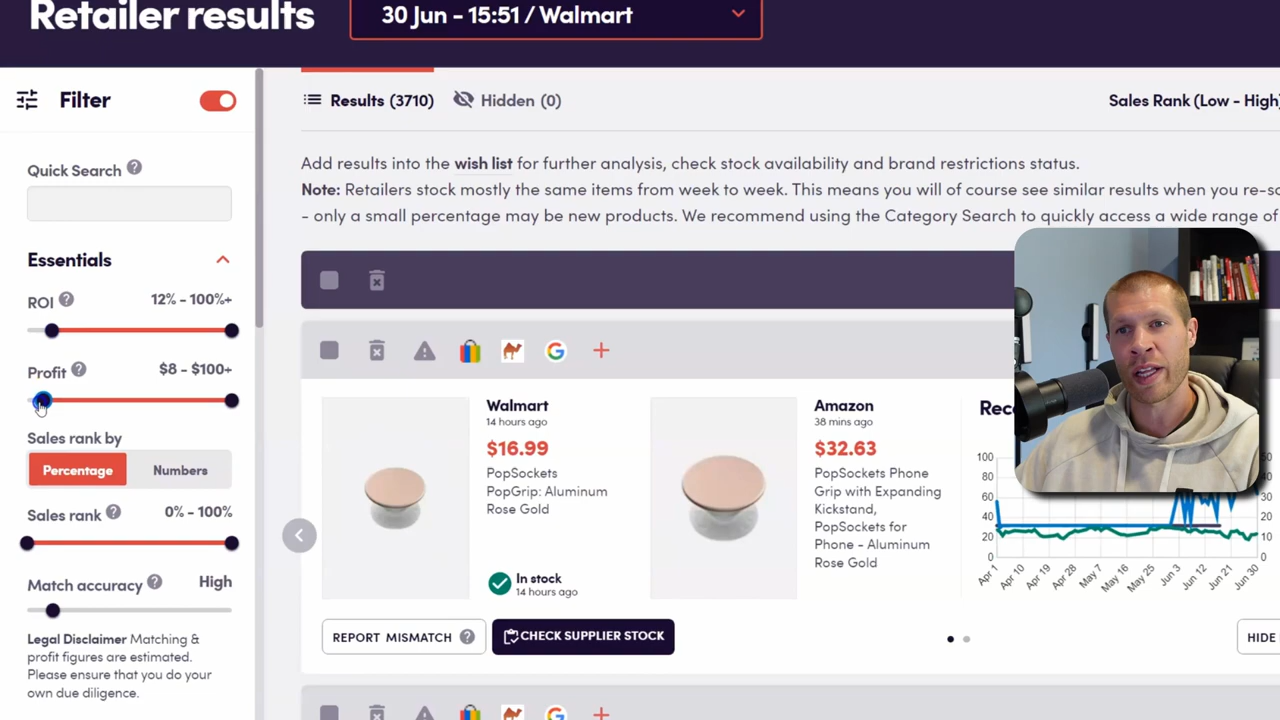 Retailer results
30 Jun - 15:51 / Walmart
Filter
Quick Search
Essentials
ROI
12% - 100%+
Profit
$8 - $100+
Sales rank by
Percentage
Numbers
Sales rank
0% - 100%
Match accuracy
High
Legal Disclaimer Matching &
profit figures are estimated.
Please ensure that you do your
own due diligence.
Results (3710)
Hidden (0)
Sales Rank (Low - High)
Add results into the wish list for further analysis, check stock availability and brand restrictions status.
Note: Retailers stock mostly the same items from week to week. This means you will of course see similar results when you
- only a small percentage may be new products. We recommend using the Category Search to quickly access a wide range of
Walmart
14 hours ago
$16.99
PopSockets
PopGrip: Aluminum
Rose Gold
In stock
14 hours ago
Amazon
38 mins ago
$32.63
PopSockets Phone
Grip with Expanding
Kickstand,
PopSockets for
Phone - Aluminum
Rose Gold
100
80
60
40
20
0
30
20
10
0
Apr 1
Apr 10
Apr 19
Apr 28
May 7
May 16
May 25
Jun 3
Jun 12
Jun 21
Jun 30
REPORT MISMATCH
CHECK SUPPLIER STOCK
HIDE